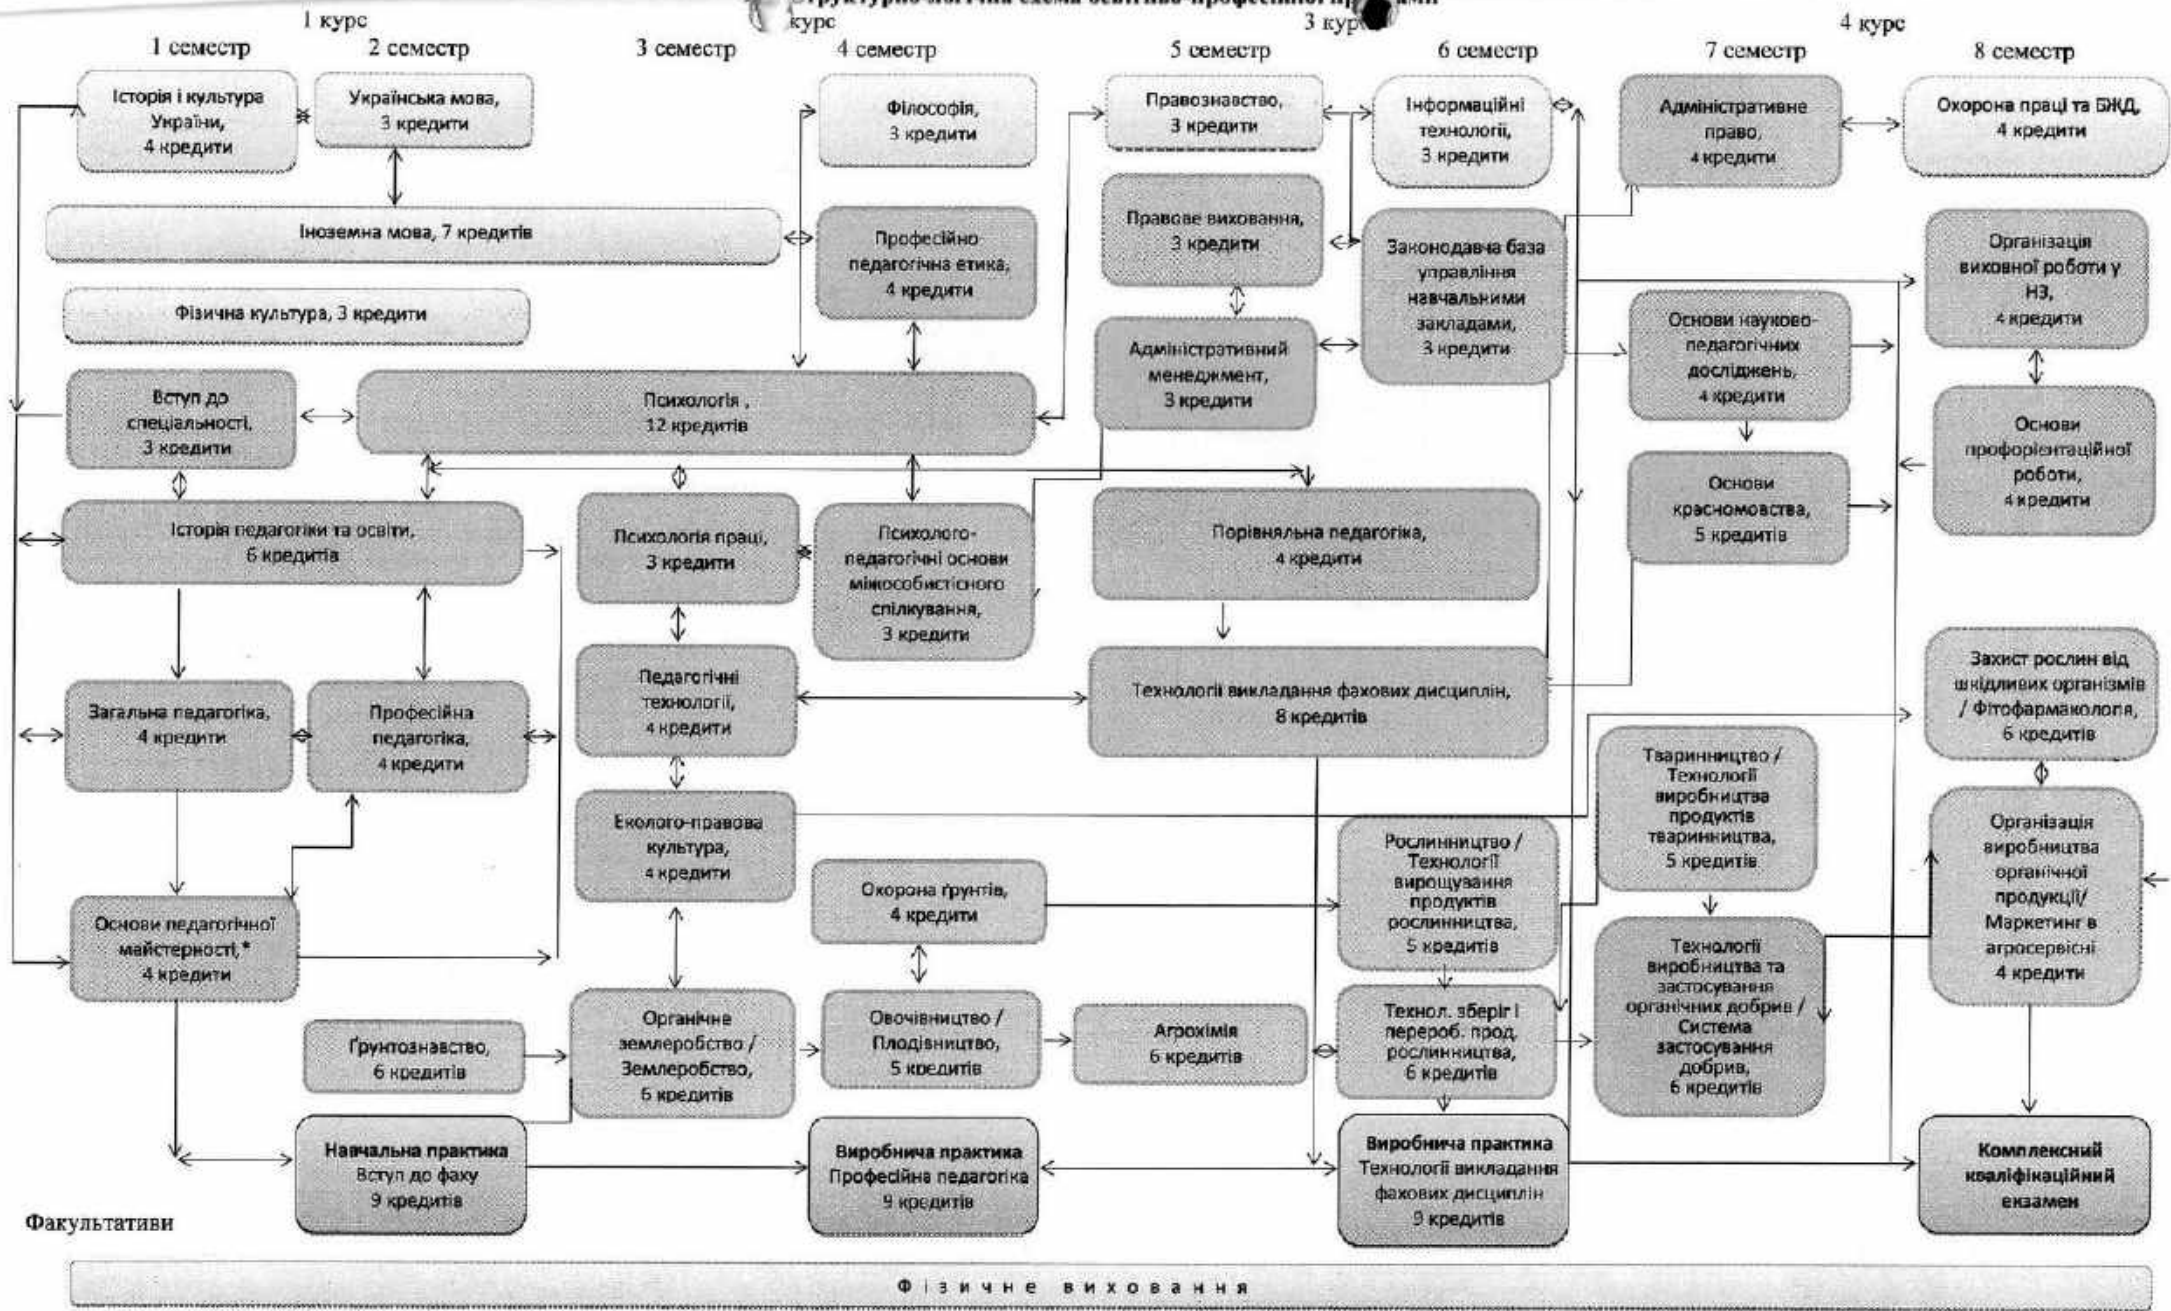 Структурно-логічна схема освітньо-професійної
1 курс
курс
3 курс
4 курс
1 семестр
2 семестр
3 семестр
4 семестр
5 семестр
6 семестр
7 семестр
8 семестр
Історія і культура
України,
4 кредити
Українська мова,
3 кредити
Філософія,
3 кредити
Правознавство,
3 кредити
Інформаційні
технології,
3 кредити
Адміністративне
право,
4 кредити
Охорона праці та БЖД,
4 кредити
Іноземна мова, 7 кредитів
Професійно-
педагогічна етика,
4 кредити
Правове виховання,
3 кредити
Законодавча база
управління
навчальними
закладами,
3 кредити
Організація
виховної роботи у
НЗ,
4 кредити
Фізична культура, 3 кредити
Адміністративний
менеджмент,
3 кредити
Основи науково-
педагогічних
досліджень,
4 кредити
Вступ до
спеціальності,
3 кредити
Психологія ,
12 кредитів
Основи
профорієнтаційної
роботи,
4 кредити
Історія педагогіки та освіти,
6 кредитів
Психологія праці,
3 кредити
Психолого-
педагогічні основи
міжособистісного
спілкування,
3 кредити
Порівняльна педагогіка,
4 кредити
Основи
красномовства,
5 кредитів
Загальна педагогіка,
4 кредити
Професійна
педагогіка,
4 кредити
Педагогічні
технології,
4 кредити
Технології викладання фахових дисциплін,
8 кредитів
Захист рослин від
шкідливих організмів
/ Фітофармакологія,
6 кредитів
Тваринництво /
Технології
виробництва
продуктів
тваринництва,
5 кредитів
Еколого-правова
культура,
4 кредити
Охорона ґрунтів,
4 кредити
Рослинництво /
Технології
вирощування
продуктів
рослинництва,
5 кредитів
Організація
виробництва
органічної
продукції/
Маркетинг в
агросервісні
4 кредити
Основи педагогічної
майстерності,*
4 кредити
Ґрунтознавство,
6 кредитів
Органічне
землеробство /
Землеробство,
6 кредитів
Овочівництво /
Плодівництво,
5 кредитів
Агрохімія
6 кредитів
Технол. зберіг і
перероб. прод.
рослинництва,
6 кредитів
Технології
виробництва та
застосування
органічних добрив /
Система
застосування
добрив,
6 кредитів
Навчальна практика
Вступ до фаху
9 кредитів
Виробнича практика
Професійна педагогіка
9 кредитів
Виробнича практика
Технології викладання
фахових дисциплін
9 кредитів
Комплексний
кваліфікаційний
екзамен
Факультативи
Фізичне виховання